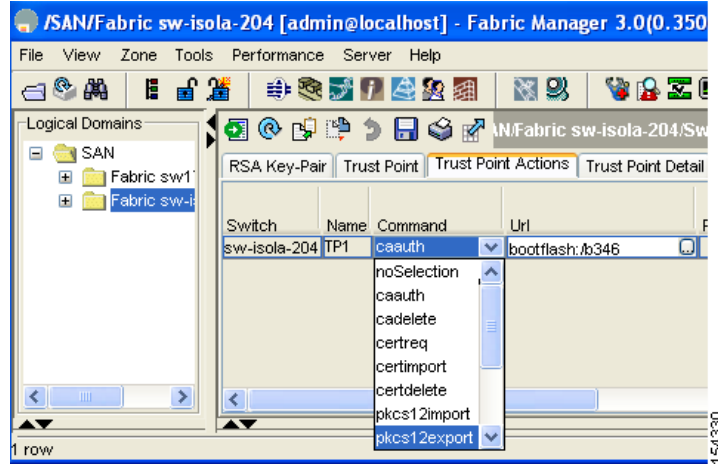 /SAN/Fabric sw-isola-204 [admin@localhost] - Fabric Manager 3.0(0.350
File View Zone Tools Performance Server Help
Logical Domains
SAN
Fabric sw1
Fabric sw-i
N/Fabric sw-isola-204/Sw
RSA Key-Pair Trust Point Trust Point Actions Trust Point Detail
Switch Name Command Url
sw-isola-204 TP1 caauth bootflash:/b346
noSelection
caauth
cadelete
certreq
certimport
certdelete
pkcs12import
pkcs12export
1 row
154330